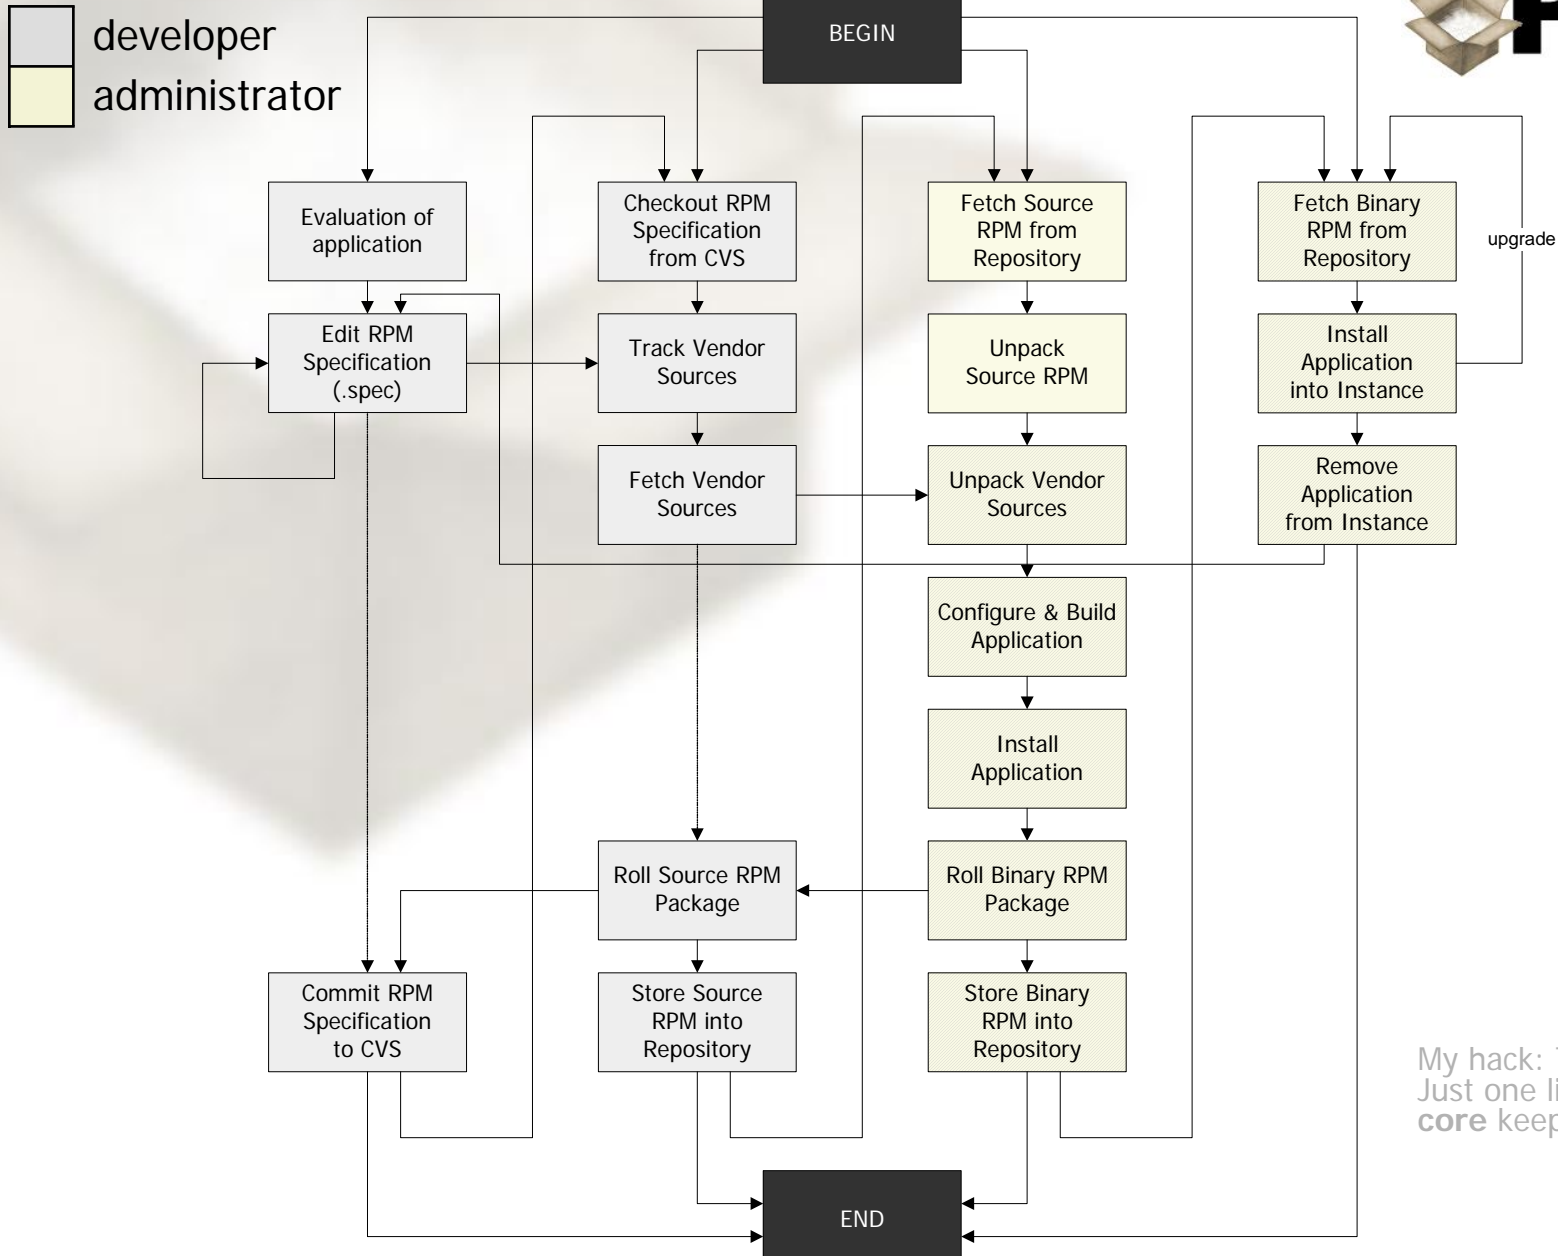 developer
administrator
BEGIN
Evaluation of
application
Checkout RPM
Specification
from CVS
Fetch Source
RPM from
Repository
Fetch Binary
RPM from
Repository
upgrade
Edit RPM
Specification
(.spec)
Track Vendor
Sources
Unpack
Source RPM
Install
Application
into Instance
Fetch Vendor
Sources
Unpack Vendor
Sources
Remove
Application
from Instance
Configure & Build
Application
Install
Application
Roll Source RPM
Package
Roll Binary RPM
Package
Commit RPM
Specification
to CVS
Store Source
RPM into
Repository
Store Binary
RPM into
Repository
My hack:
Just one
core keep
END